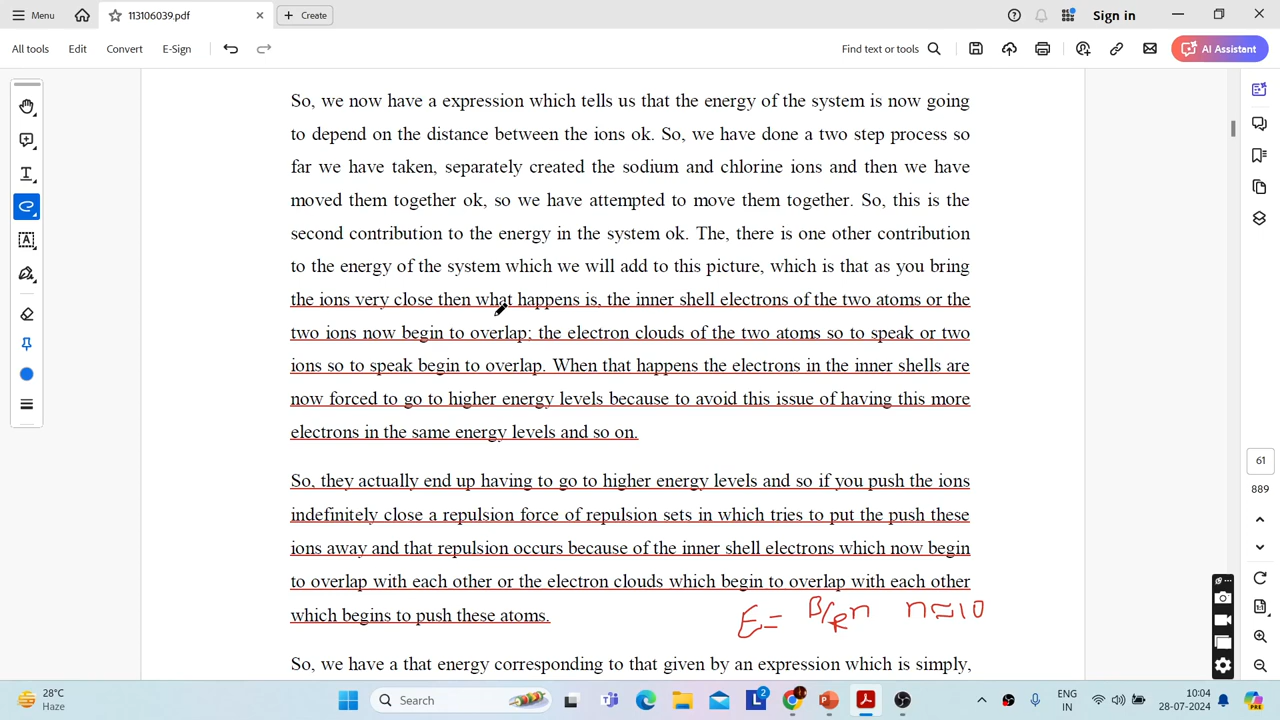 Menu
113106039.pdf
Create
Sign in
All tools
Edit
Convert
E-Sign
Find text or tools
AI Assistant
So, we now have a expression which tells us that the energy of the system is now going
to depend on the distance between the ions ok. So, we have done a two step process so
far we have taken, separately created the sodium and chlorine ions and then we have
moved them together ok, so we have attempted to move them together. So, this is the
second contribution to the energy in the system ok. The, there is one other contribution
to the energy of the system which we will add to this picture, which is that as you bring
the ions very close then what happens is, the inner shell electrons of the two atoms or the
two ions now begin to overlap; the electron clouds of the two atoms so to speak or two
ions so to speak begin to overlap. When that happens the electrons in the inner shells are
now forced to go to higher energy levels because to avoid this issue of having this more
electrons in the same energy levels and so on.
So, they actually end up having to go to higher energy levels and so if you push the ions
indefinitely close a repulsion force of repulsion sets in which tries to put the push these
ions away and that repulsion occurs because of the inner shell electrons which now begin
to overlap with each other or the electron clouds which begin to overlap with each other
which begins to push these atoms.
E = B/R^n n≈10
So, we have a that energy corresponding to that given by an expression which is simply,
61
889
28°C
Haze
Search
ENG
IN
10:04
28-07-2024